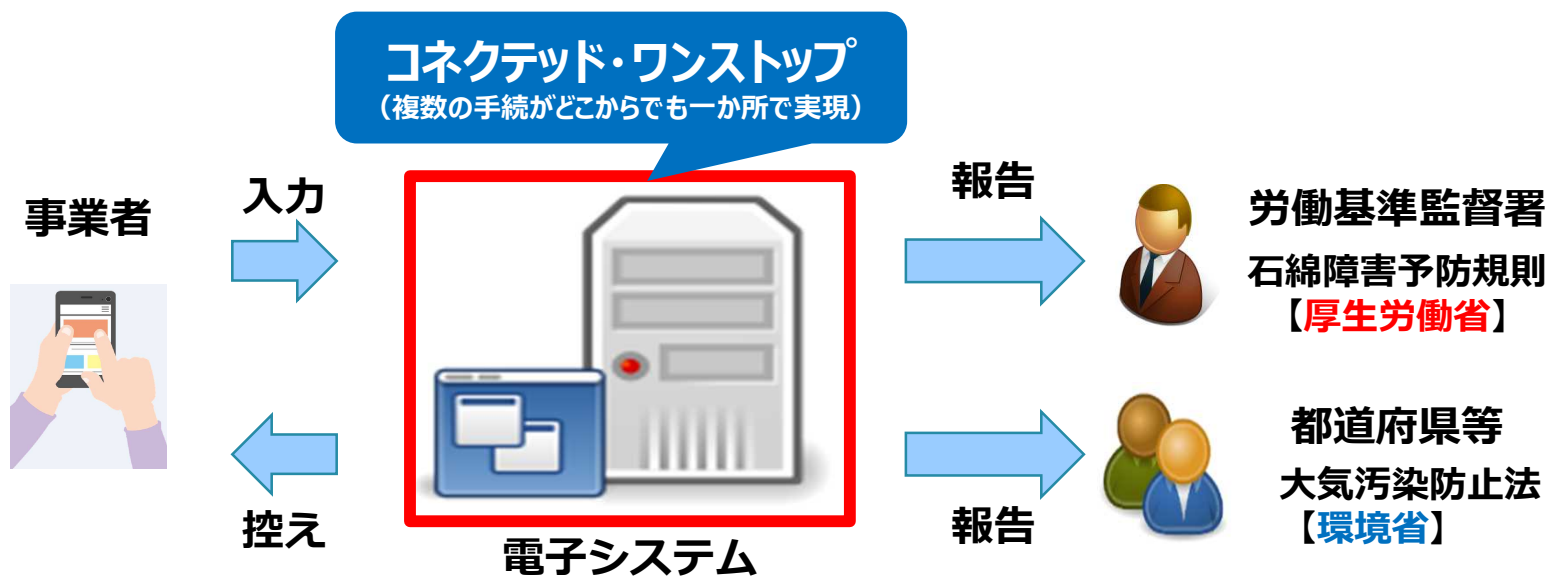 コネクテッド・ワンストップ
（複数の手続がどこからでも一か所で実現）
事業者
入力
控え
電子システム
報告
労働基準監督署
石綿障害予防規則
【厚生労働省】
報告
都道府県等
大気汚染防止法
【環境省】